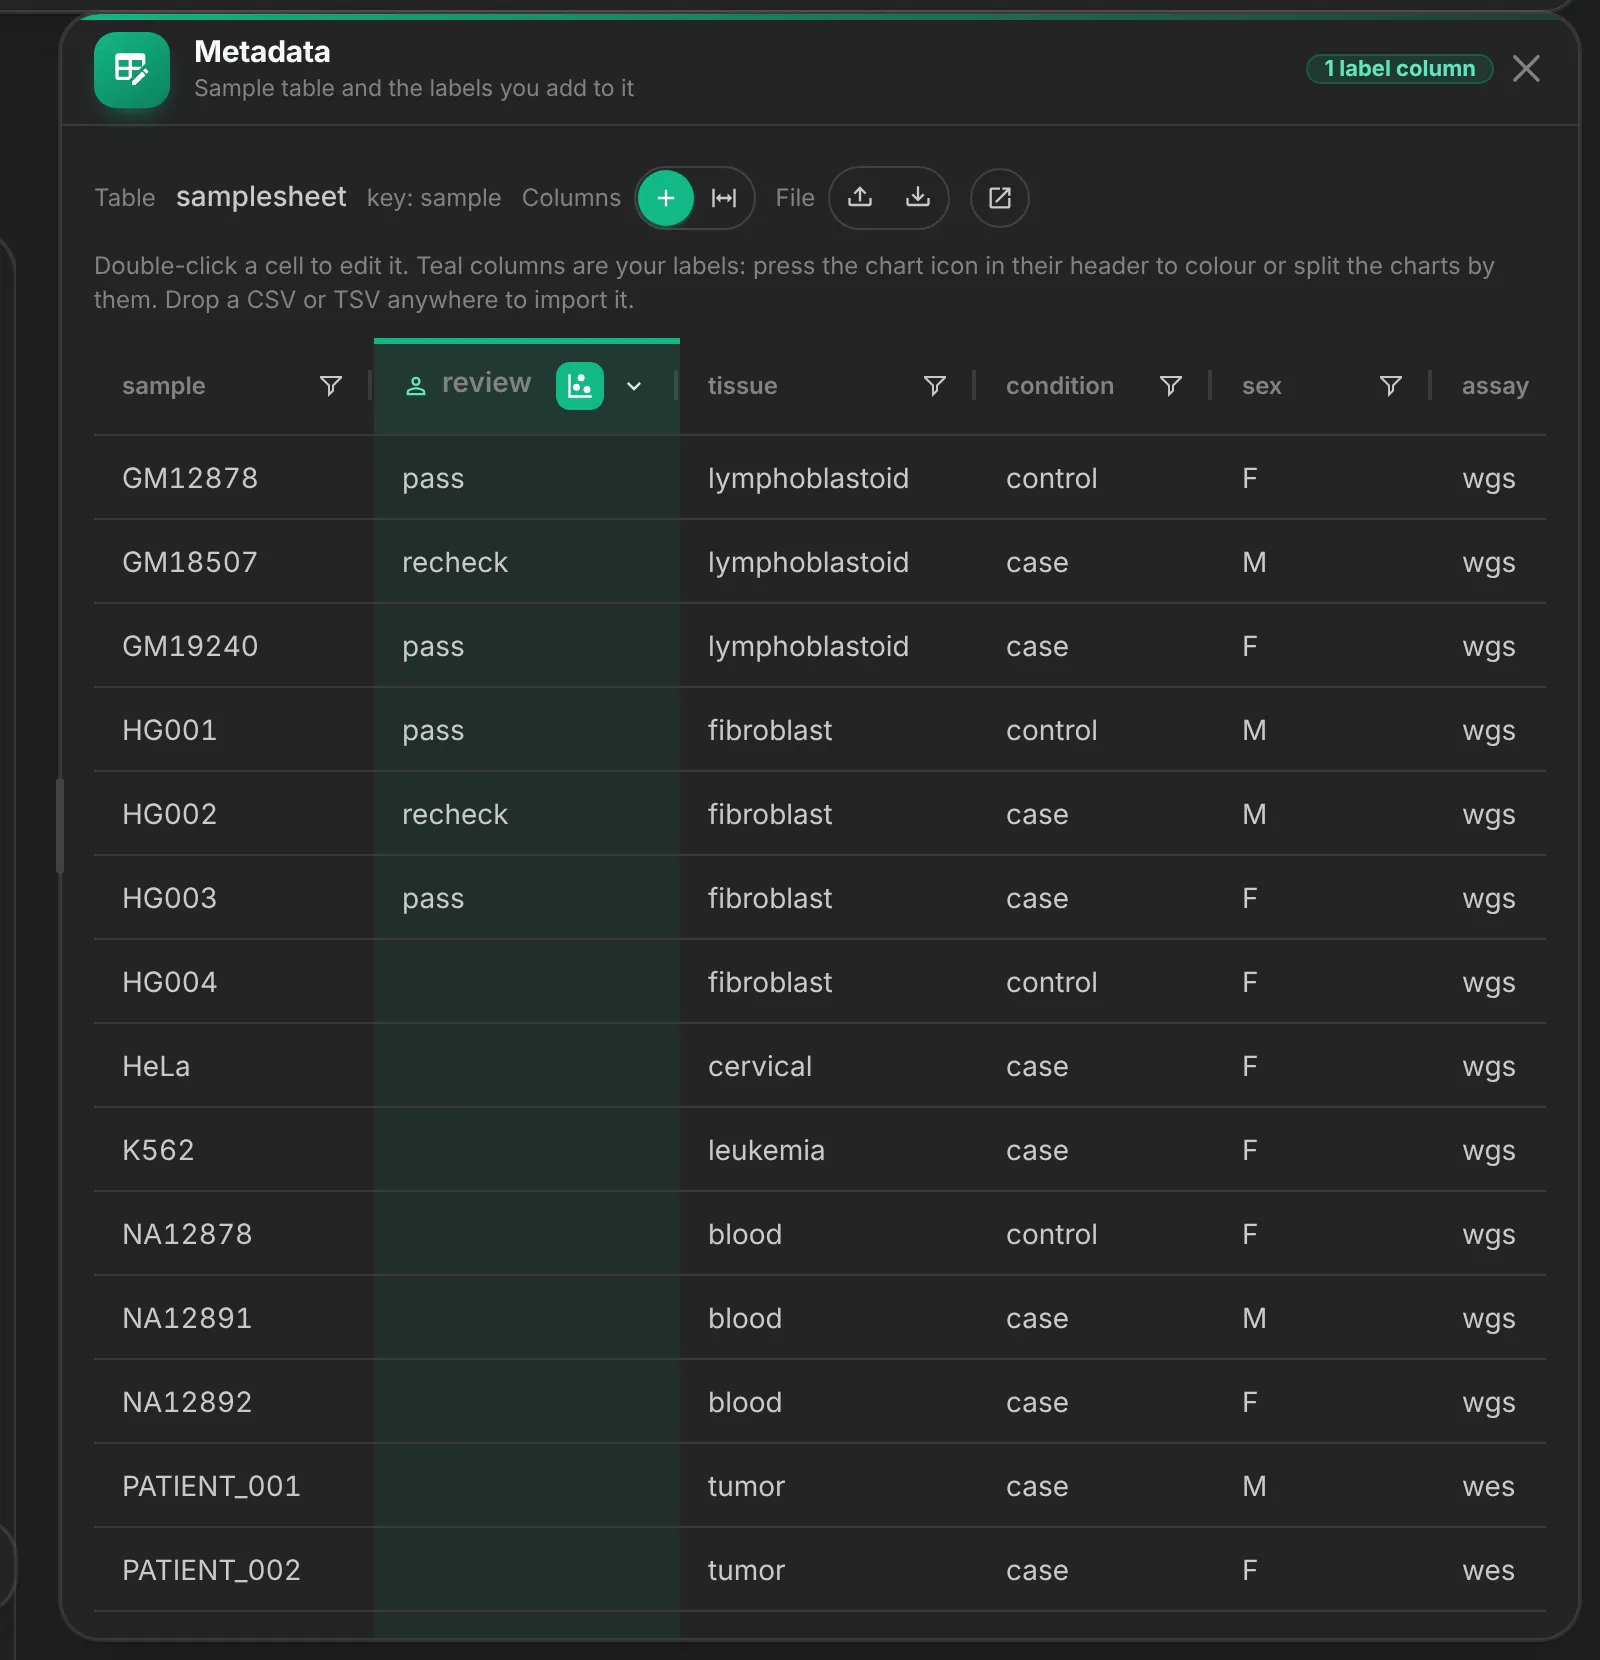 Metadata
Sample table and the labels you add to it
1 label column
Table samplesheet key: sample Columns File
Double-click a cell to edit it. Teal columns are your labels: press the chart icon in their header to colour or split the charts by
them. Drop a CSV or TSV anywhere to import it.
sample review tissue condition sex assay
GM12878 pass lymphoblastoid control F wgs
GM18507 recheck lymphoblastoid case M wgs
GM19240 pass lymphoblastoid case F wgs
HG001 pass fibroblast control M wgs
HG002 recheck fibroblast case M wgs
HG003 pass fibroblast case F wgs
HG004 fibroblast control F wgs
HeLa cervical case F wgs
K562 leukemia case F wgs
NA12878 blood control F wgs
NA12891 blood case M wgs
NA12892 blood case F wgs
PATIENT_001 tumor case M wes
PATIENT_002 tumor case F wes